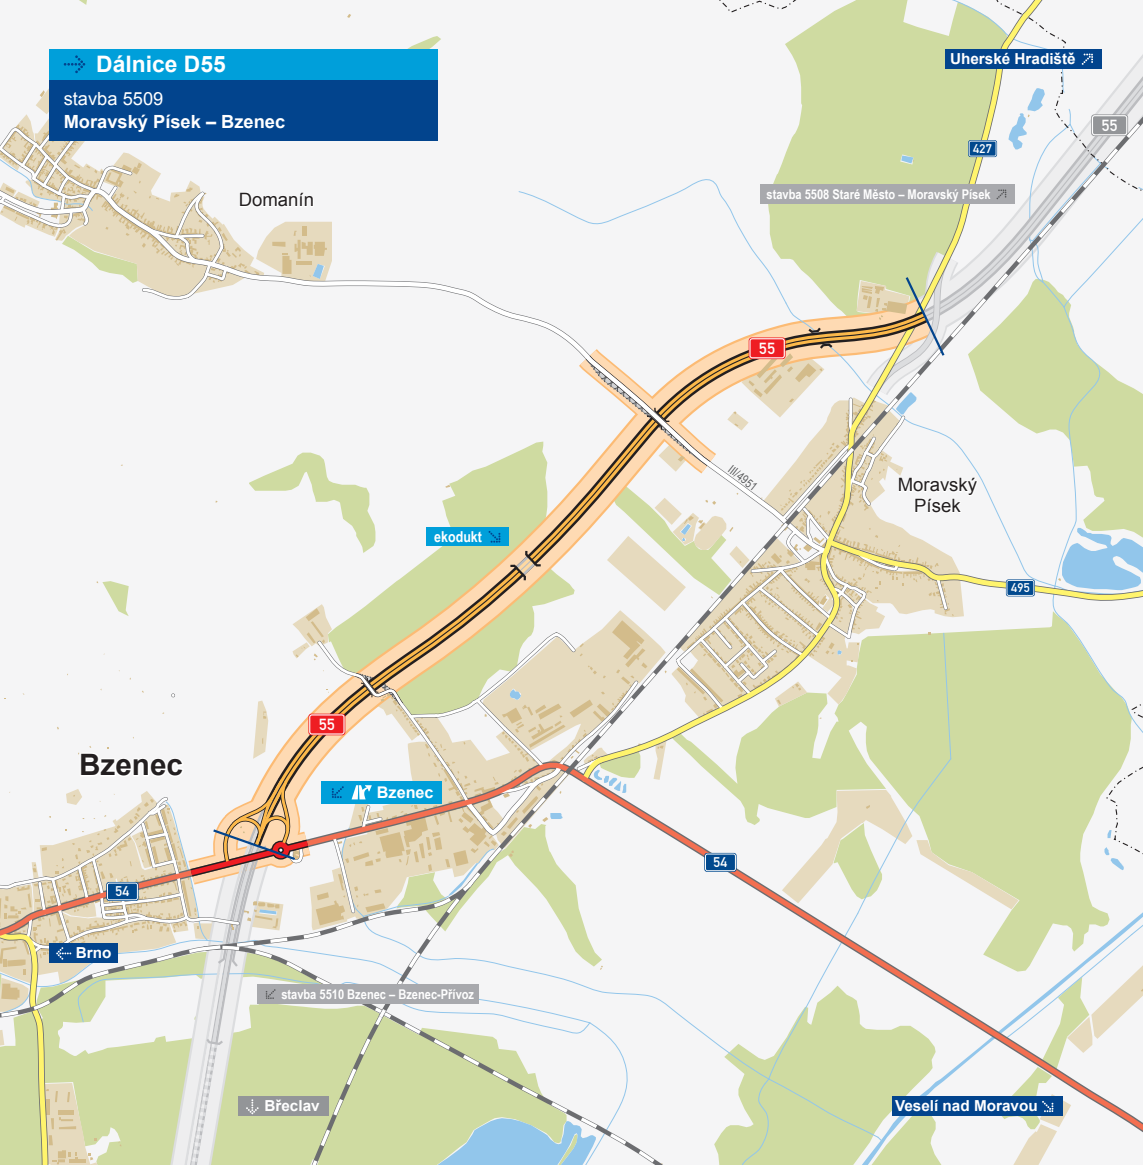 Dálnice D55
stavba 5509
Moravský Písek – Bzenec
Uherské Hradiště
55
427
stavba 5508 Staré Město – Moravský Písek
Domanín
55
III/4951
Moravský
Písek
ekodukt
495
55
Bzenec
Bzenec
54
54
Brno
stavba 5510 Bzenec – Bzenec-Přívoz
Břeclav
Veselí nad Moravou